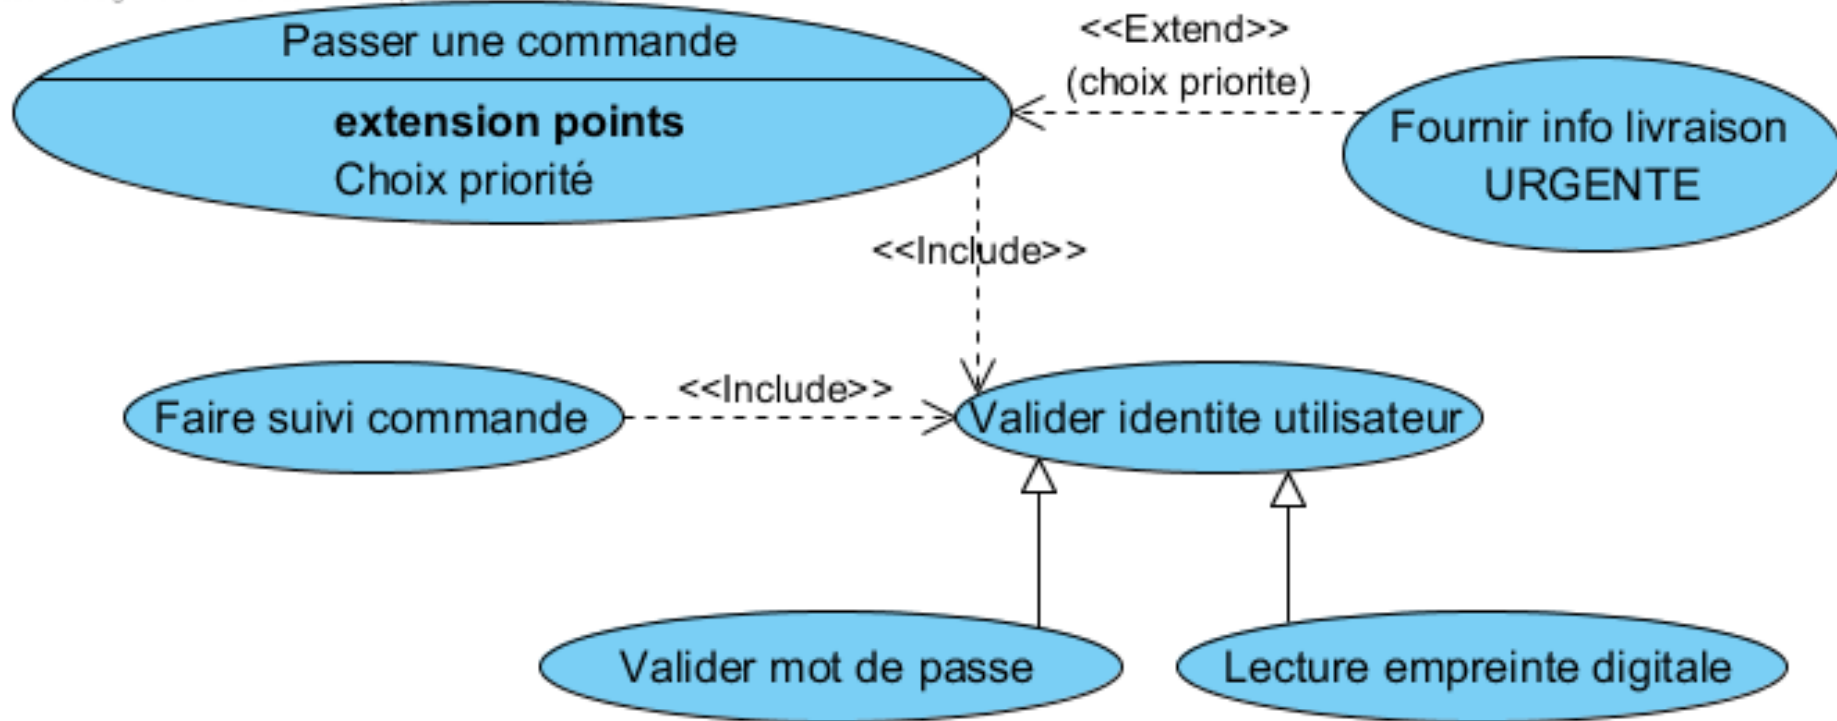 Passer une commande
extension points
Choix priorité
<<Extend>>
(choix priorite)
Fournir info livraison
URGENTE
<<Include>>
Faire suivi commande
<<Include>>
Valider identite utilisateur
Valider mot de passe
Lecture empreinte digitale